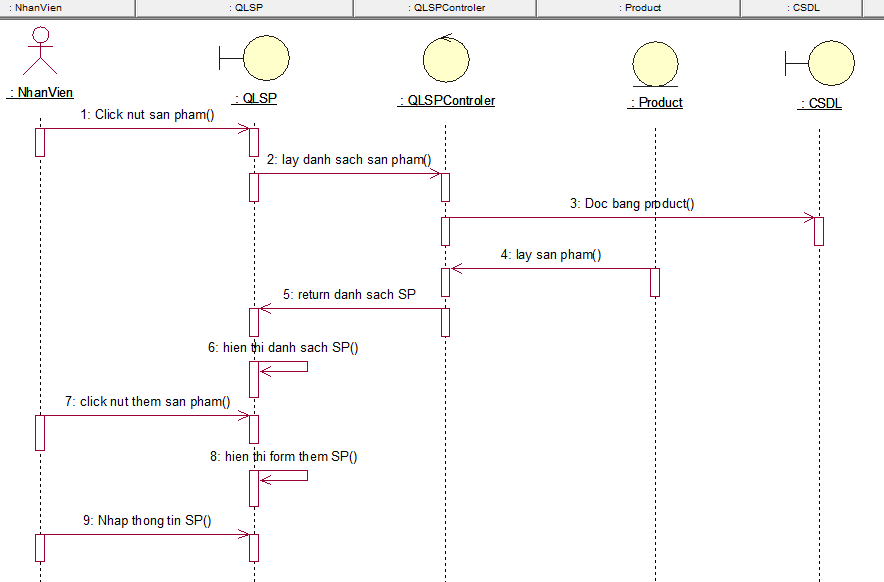 : NhanVien
: QLSP
: QLSPControler
: Product
: CSDL
: NhanVien
: QLSP
: QLSPControler
: Product
: CSDL
1: Click nut san pham()
2: lay danh sach san pham()
3: Doc bang product()
4: lay san pham()
5: return danh sach SP
6: hien thi danh sach SP()
7: click nut them san pham()
8: hien thi form them SP()
9: Nhap thong tin SP()